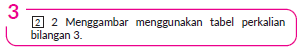 3
2 2 Menggambar menggunakan tabel perkalian
bilangan 3.